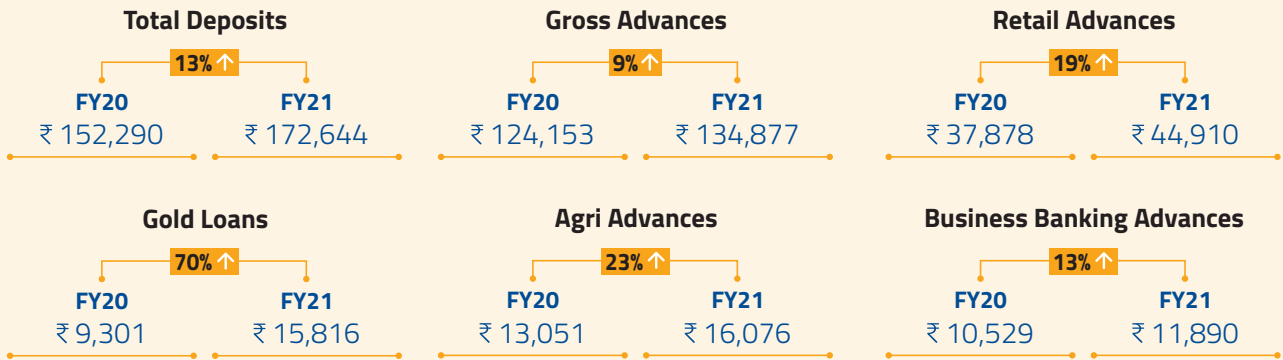 Total Deposits
13% ↑
FY20 FY21
₹ 152,290 ₹ 172,644
Gross Advances
9% ↑
FY20 FY21
₹ 124,153 ₹ 134,877
Retail Advances
19% ↑
FY20 FY21
₹ 37,878 ₹ 44,910
Gold Loans
70% ↑
FY20 FY21
₹ 9,301 ₹ 15,816
Agri Advances
23% ↑
FY20 FY21
₹ 13,051 ₹ 16,076
Business Banking Advances
13% ↑
FY20 FY21
₹ 10,529 ₹ 11,890